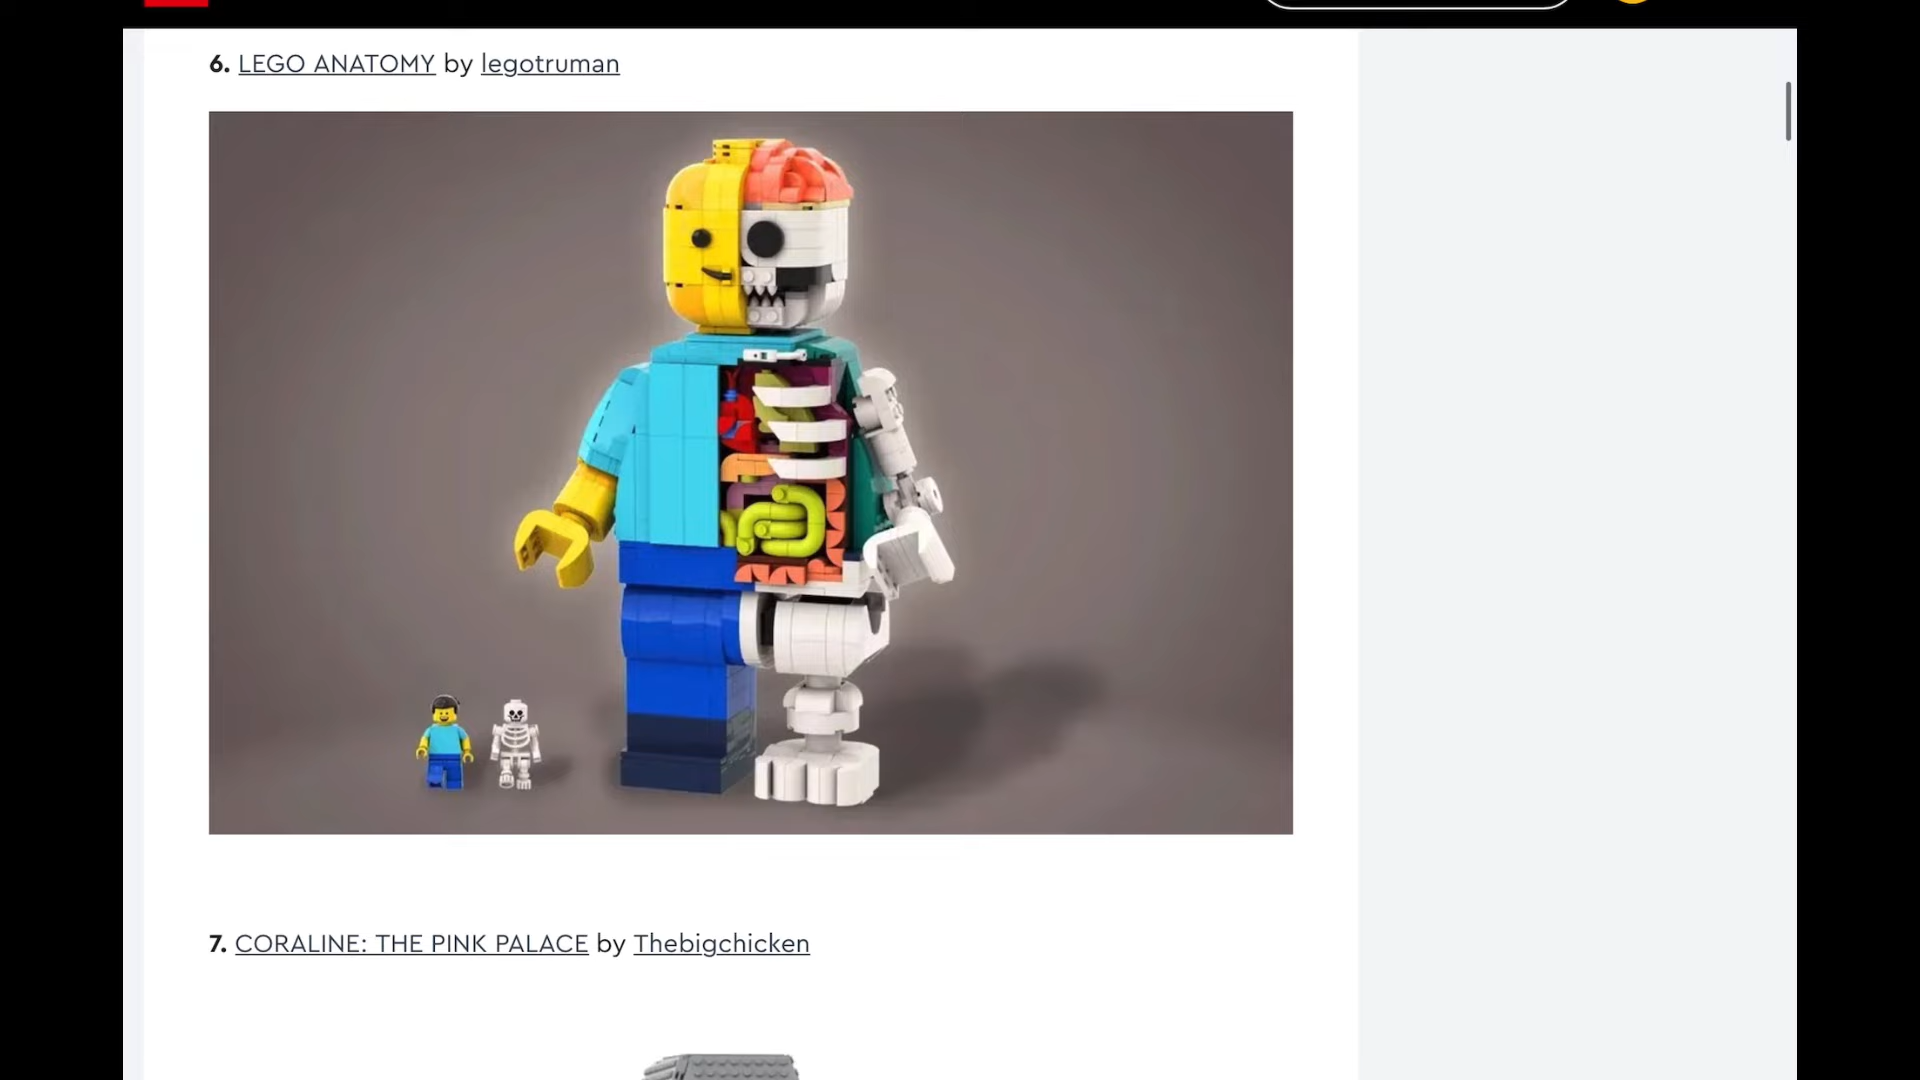 6. LEGO ANATOMY by legotruman
7. CORALINE: THE PINK PALACE by Thebigchicken